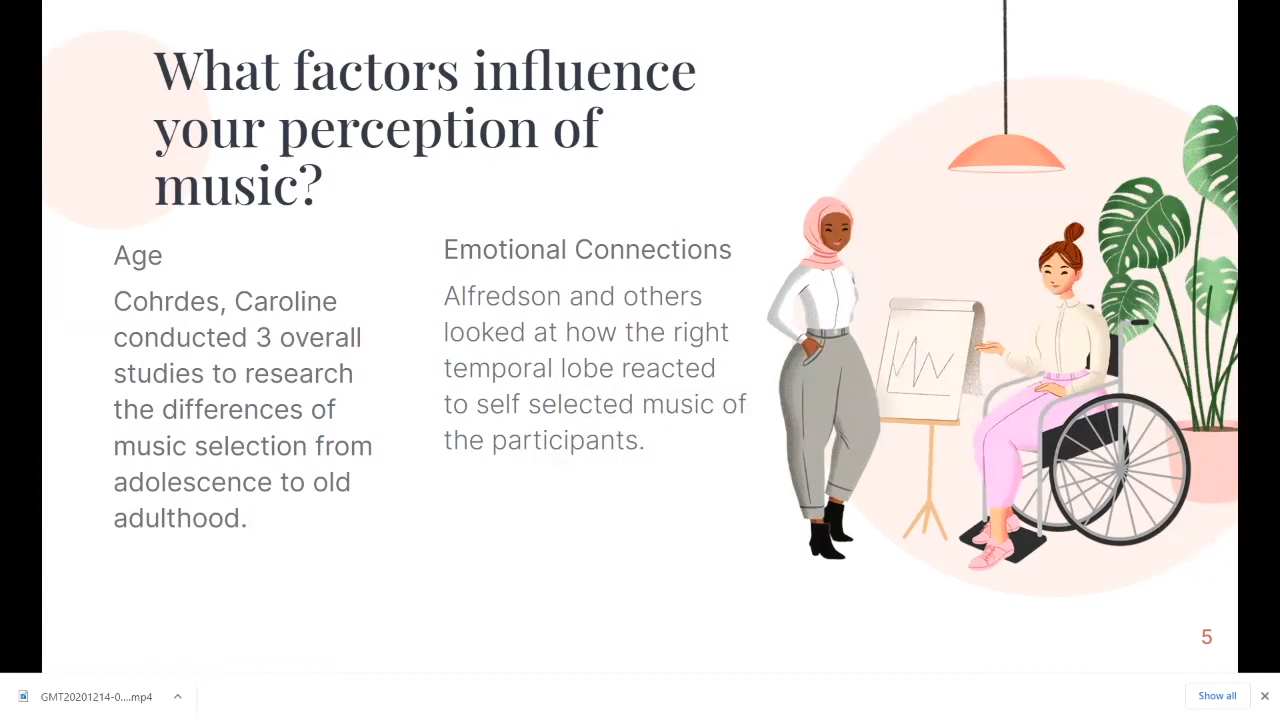 What factors influence
your perception of
music?
Age
Cohrdes, Caroline
conducted 3 overall
studies to research
the differences of
music selection from
adolescence to old
adulthood.
Emotional Connections
Alfredson and others
looked at how the right
temporal lobe reacted
to self selected music of
the participants.
5
GMT20201214-0....mp4
Show all